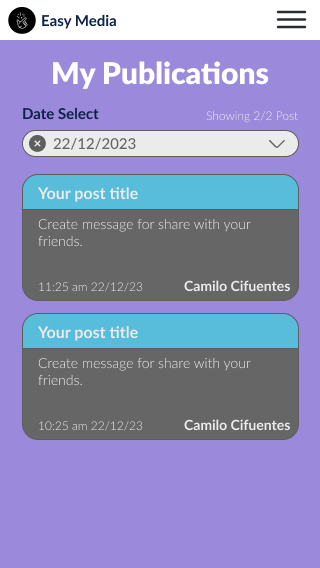 Easy Media
My Publications
Date Select
Showing 2/2 Post
22/12/2023
Your post title
Create message for share with your
friends.
11:25 am 22/12/23
Camilo Cifuentes
Your post title
Create message for share with your
friends.
10:25 am 22/12/23
Camilo Cifuentes